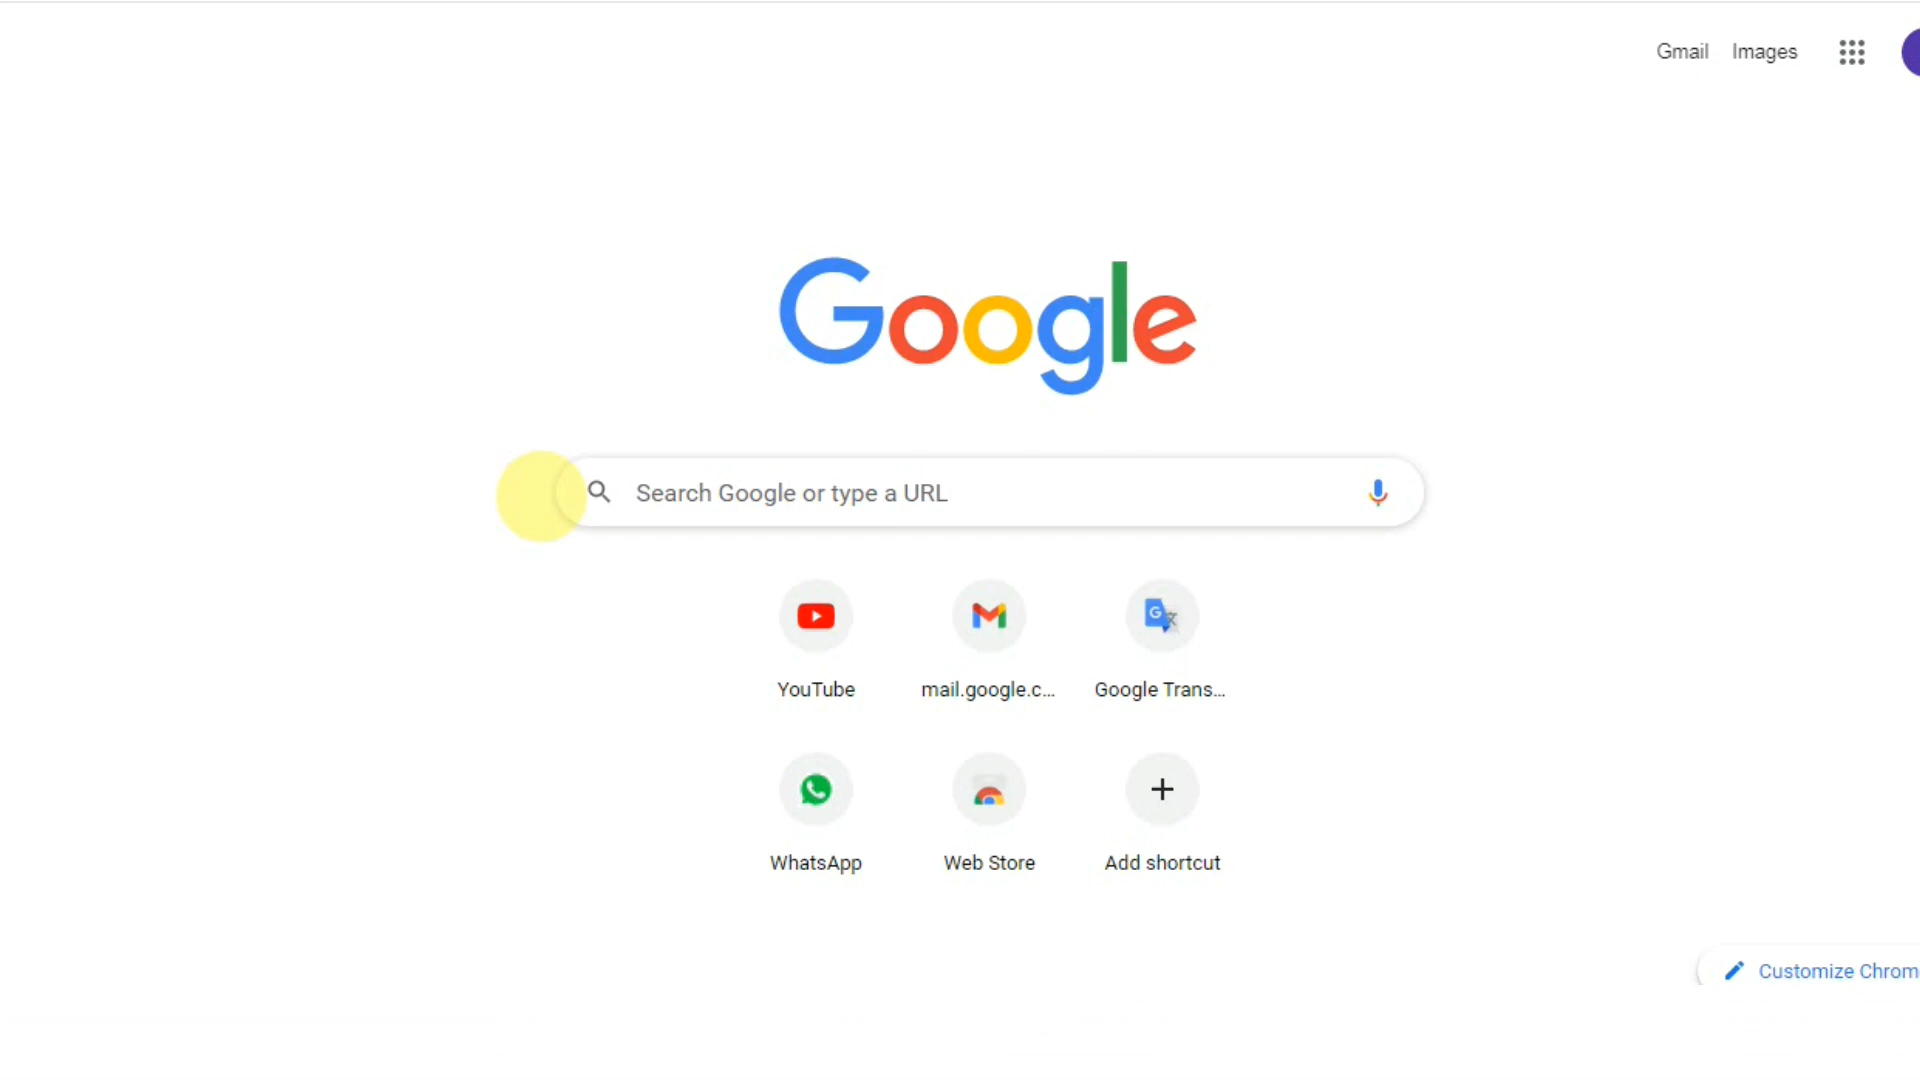 Gmail Images
Google
Search Google or type a URL
YouTube mail.google.c... Google Trans...
WhatsApp Web Store Add shortcut
Customize Chrom